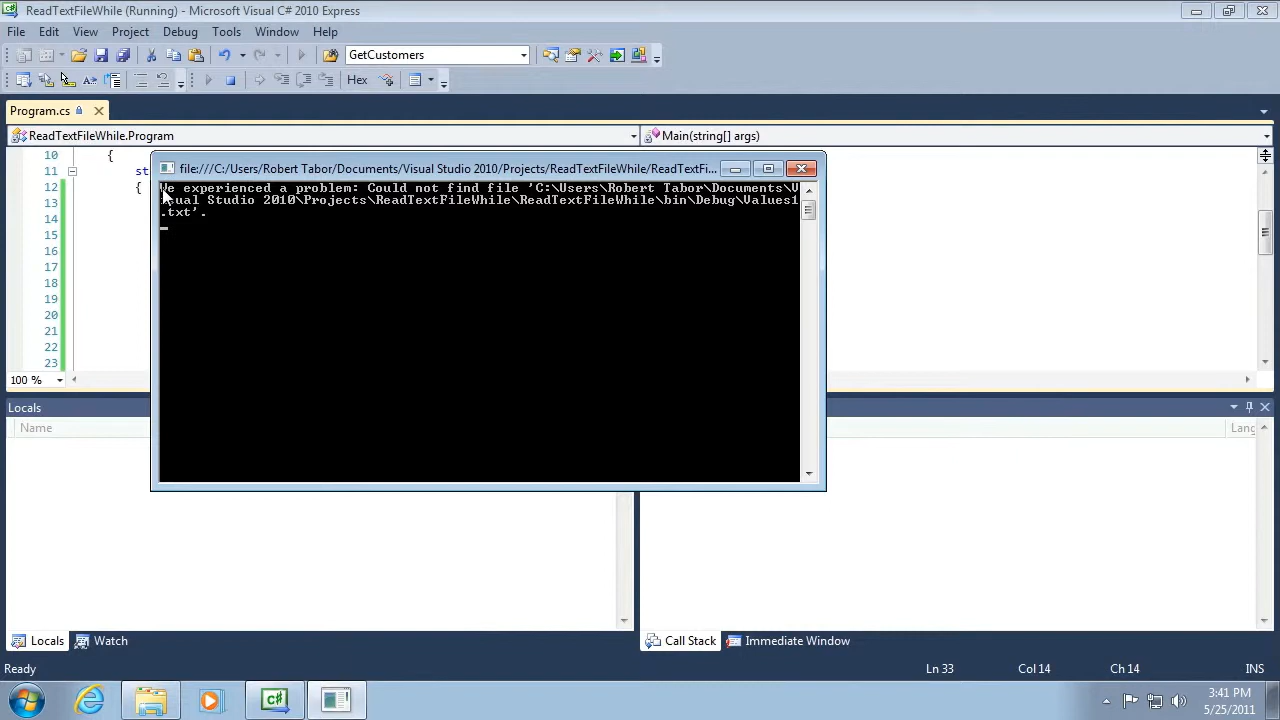 ReadTextFileWhile (Running) - Microsoft Visual C# 2010 Express
File Edit View Project Debug Tools Window Help
GetCustomers
Hex
Program.cs
ReadTextFileWhile.Program
Main(string[] args)
10 {
11 st
12 {
13
14
15
16
17
18
19
20
21
22
23
100 %
file:///C:/Users/Robert Tabor/Documents/Visual Studio 2010/Projects/ReadTextFileWhile/ReadTextFi...
We experienced a problem: Could not find file 'C:\Users\Robert Tabor\Documents\V
isual Studio 2010\Projects\ReadTextFileWhile\ReadTextFileWhile\bin\Debug\Values1
.txt'.
Locals
Name
Lang
Locals Watch
Call Stack Immediate Window
Ready
Ln 33 Col 14 Ch 14 INS
3:41 PM
5/25/2011